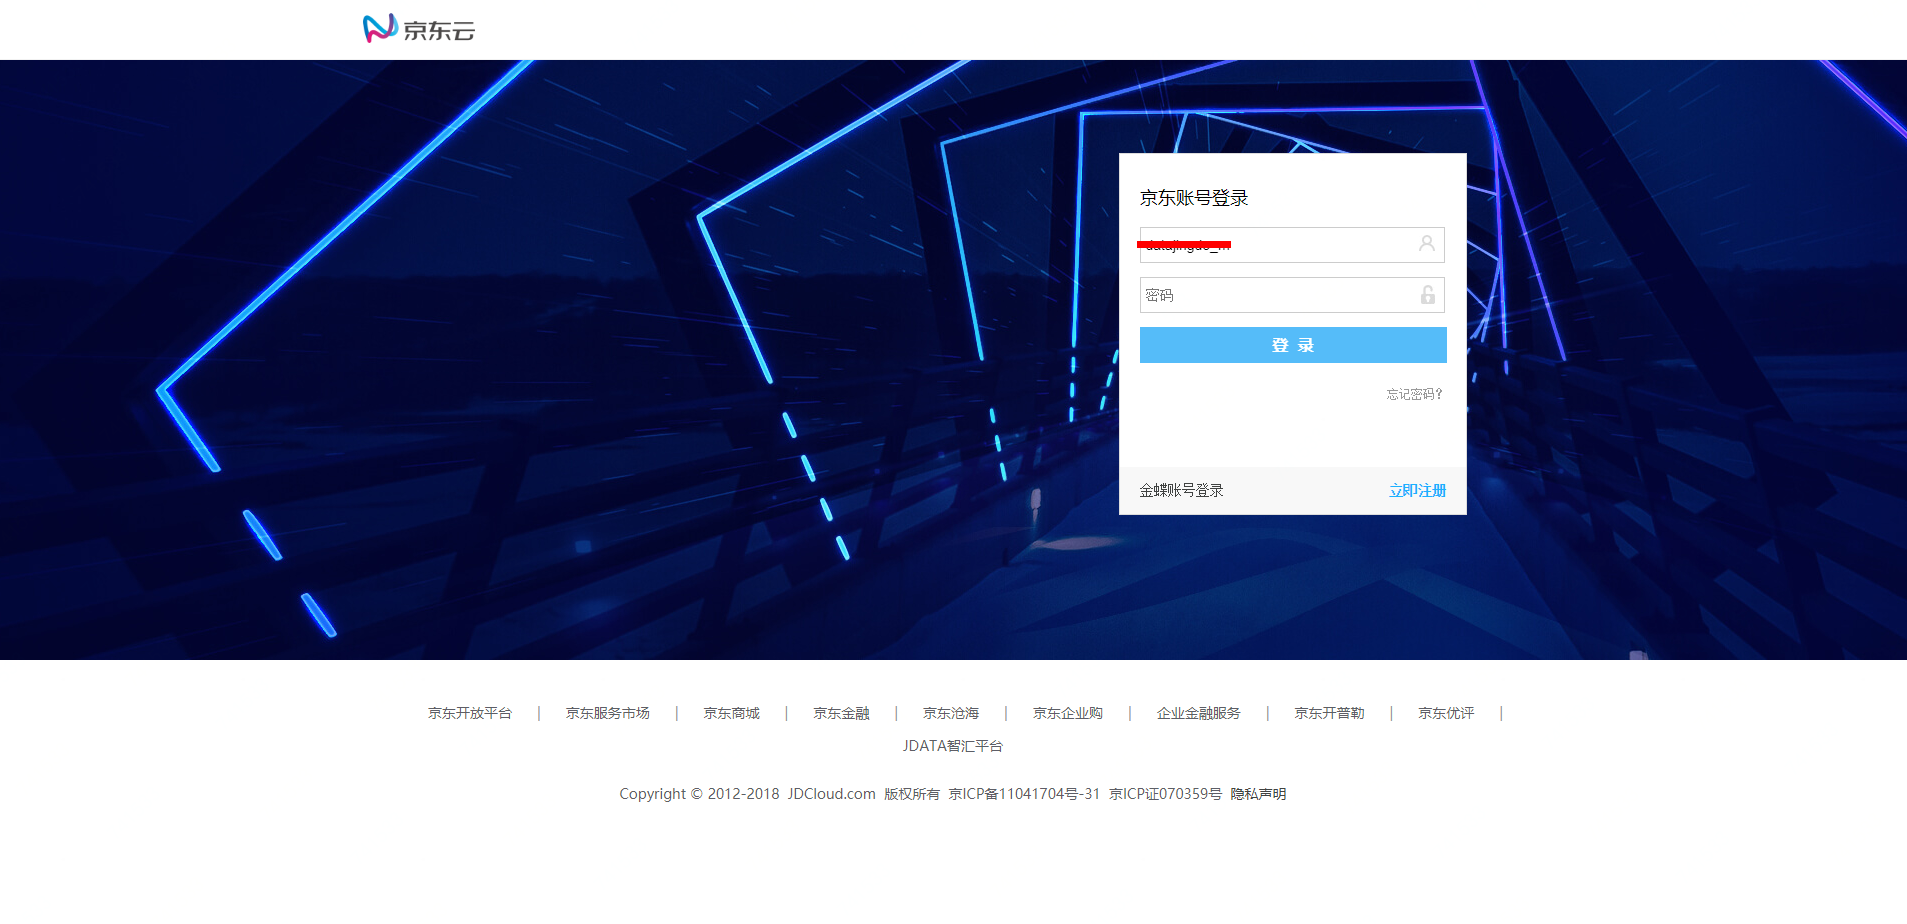 京东云
京东账号登录
密码
登 录
忘记密码?
金蝶账号登录 立即注册
京东开放平台 | 京东服务市场 | 京东商城 | 京东金融 | 京东沧海 | 京东企业购 | 企业金融服务 | 京东开普勒 | 京东优评 |
JDATA智汇平台
Copyright © 2012-2018 JDCloud.com 版权所有 京ICP备11041704号-31 京ICP证070359号 隐私声明